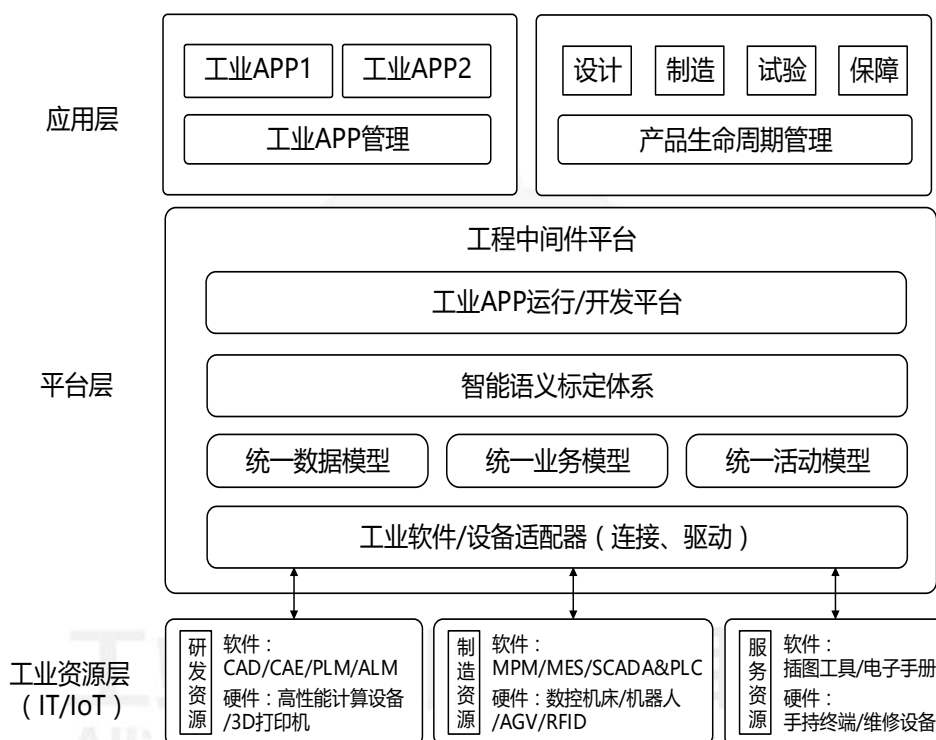 应用层
工业APP1
工业APP2
工业APP管理
设计
制造
试验
保障
产品生命周期管理
平台层
工程中间件平台
工业APP运行/开发平台
智能语义标定体系
统一数据模型
统一业务模型
统一活动模型
工业软件/设备适配器（连接、驱动）
工业资源层
（IT/IoT）
研发资源
软件：
CAD/CAE/PLM/ALM
硬件：高性能计算设备
/3D打印机
制造资源
软件：
MPM/MES/SCADA&PLC
硬件：数控机床/机器人
/AGV/RFID
服务资源
软件：
插图工具/电子手册
硬件：
手持终端/维修设备